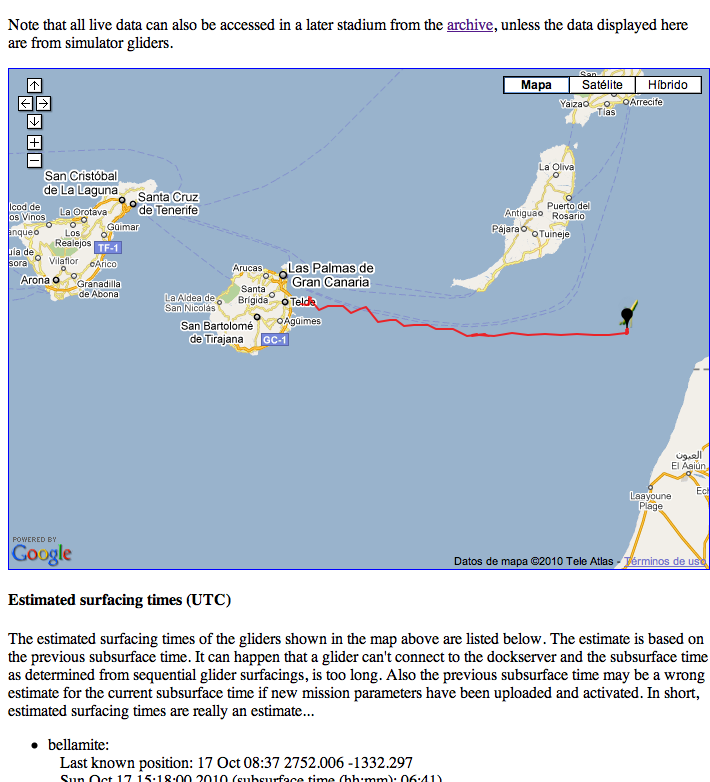 Note that all live data can also be accessed in a later stadium from the archive, unless the data displayed here
are from simulator gliders.
Mapa
Satélite
Híbrido
San
Yaiza
Tías
Arrecife
La Oliva
Puerto del
Rosario
Antigua
Pájara
Tuineje
San Cristóbal
de La Laguna
Santa Cruz
de Tenerife
Icod de
os Vinos
La Orotava
Los
Realejos
Güimar
TF-1
Vilaflor
Arico
Arona
Granadilla
de Abona
Arucas
Las Palmas de
Gran Canaria
Santa
Brígida
Telde
La Aldea de
San Nicolás
Agüimes
San Bartolomé
de Tirajana
GC-1
العيون
El Aaiún
Laayoune
Plage
POWERED BY
Google
Datos de mapa ©2010 Tele Atlas - Términos de uso
Estimated surfacing times (UTC)
The estimated surfacing times of the gliders shown in the map above are listed below. The estimate is based on
the previous subsurface time. It can happen that a glider can't connect to the dockserver and the subsurface time
as determined from sequential glider surfacings, is too long. Also the previous subsurface time may be a wrong
estimate for the current subsurface time if new mission parameters have been uploaded and activated. In short,
estimated surfacing times are really an estimate...
• bellamite:
Last known position: 17 Oct 08:37 2752.006 -1332.297
Sun Oct 17 15:18:00 2010 (subsurface time (hh:mm): 06:41)